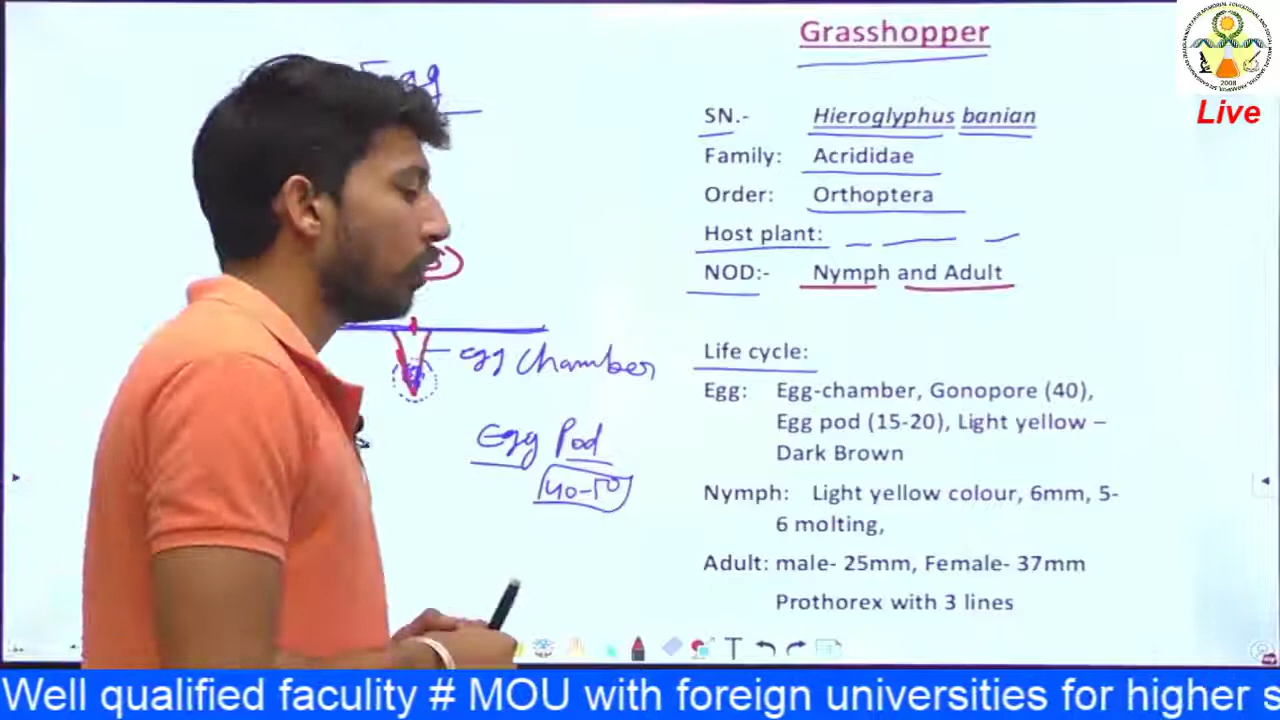 Grasshopper
SN.- Hieroglyphus banian
Family: Acrididae
Order: Orthoptera
Host plant:
NOD:- Nymph and Adult
Life cycle:
Egg: Egg-chamber, Gonopore (40),
Egg pod (15-20), Light yellow –
Dark Brown
Nymph: Light yellow colour, 6mm, 5-
6 molting,
Adult: male- 25mm, Female- 37mm
Prothorex with 3 lines
Egg
egg chamber
Egg Pod
40-50
2008
Live
Well qualified faculity # MOU with foreign universities for higher s